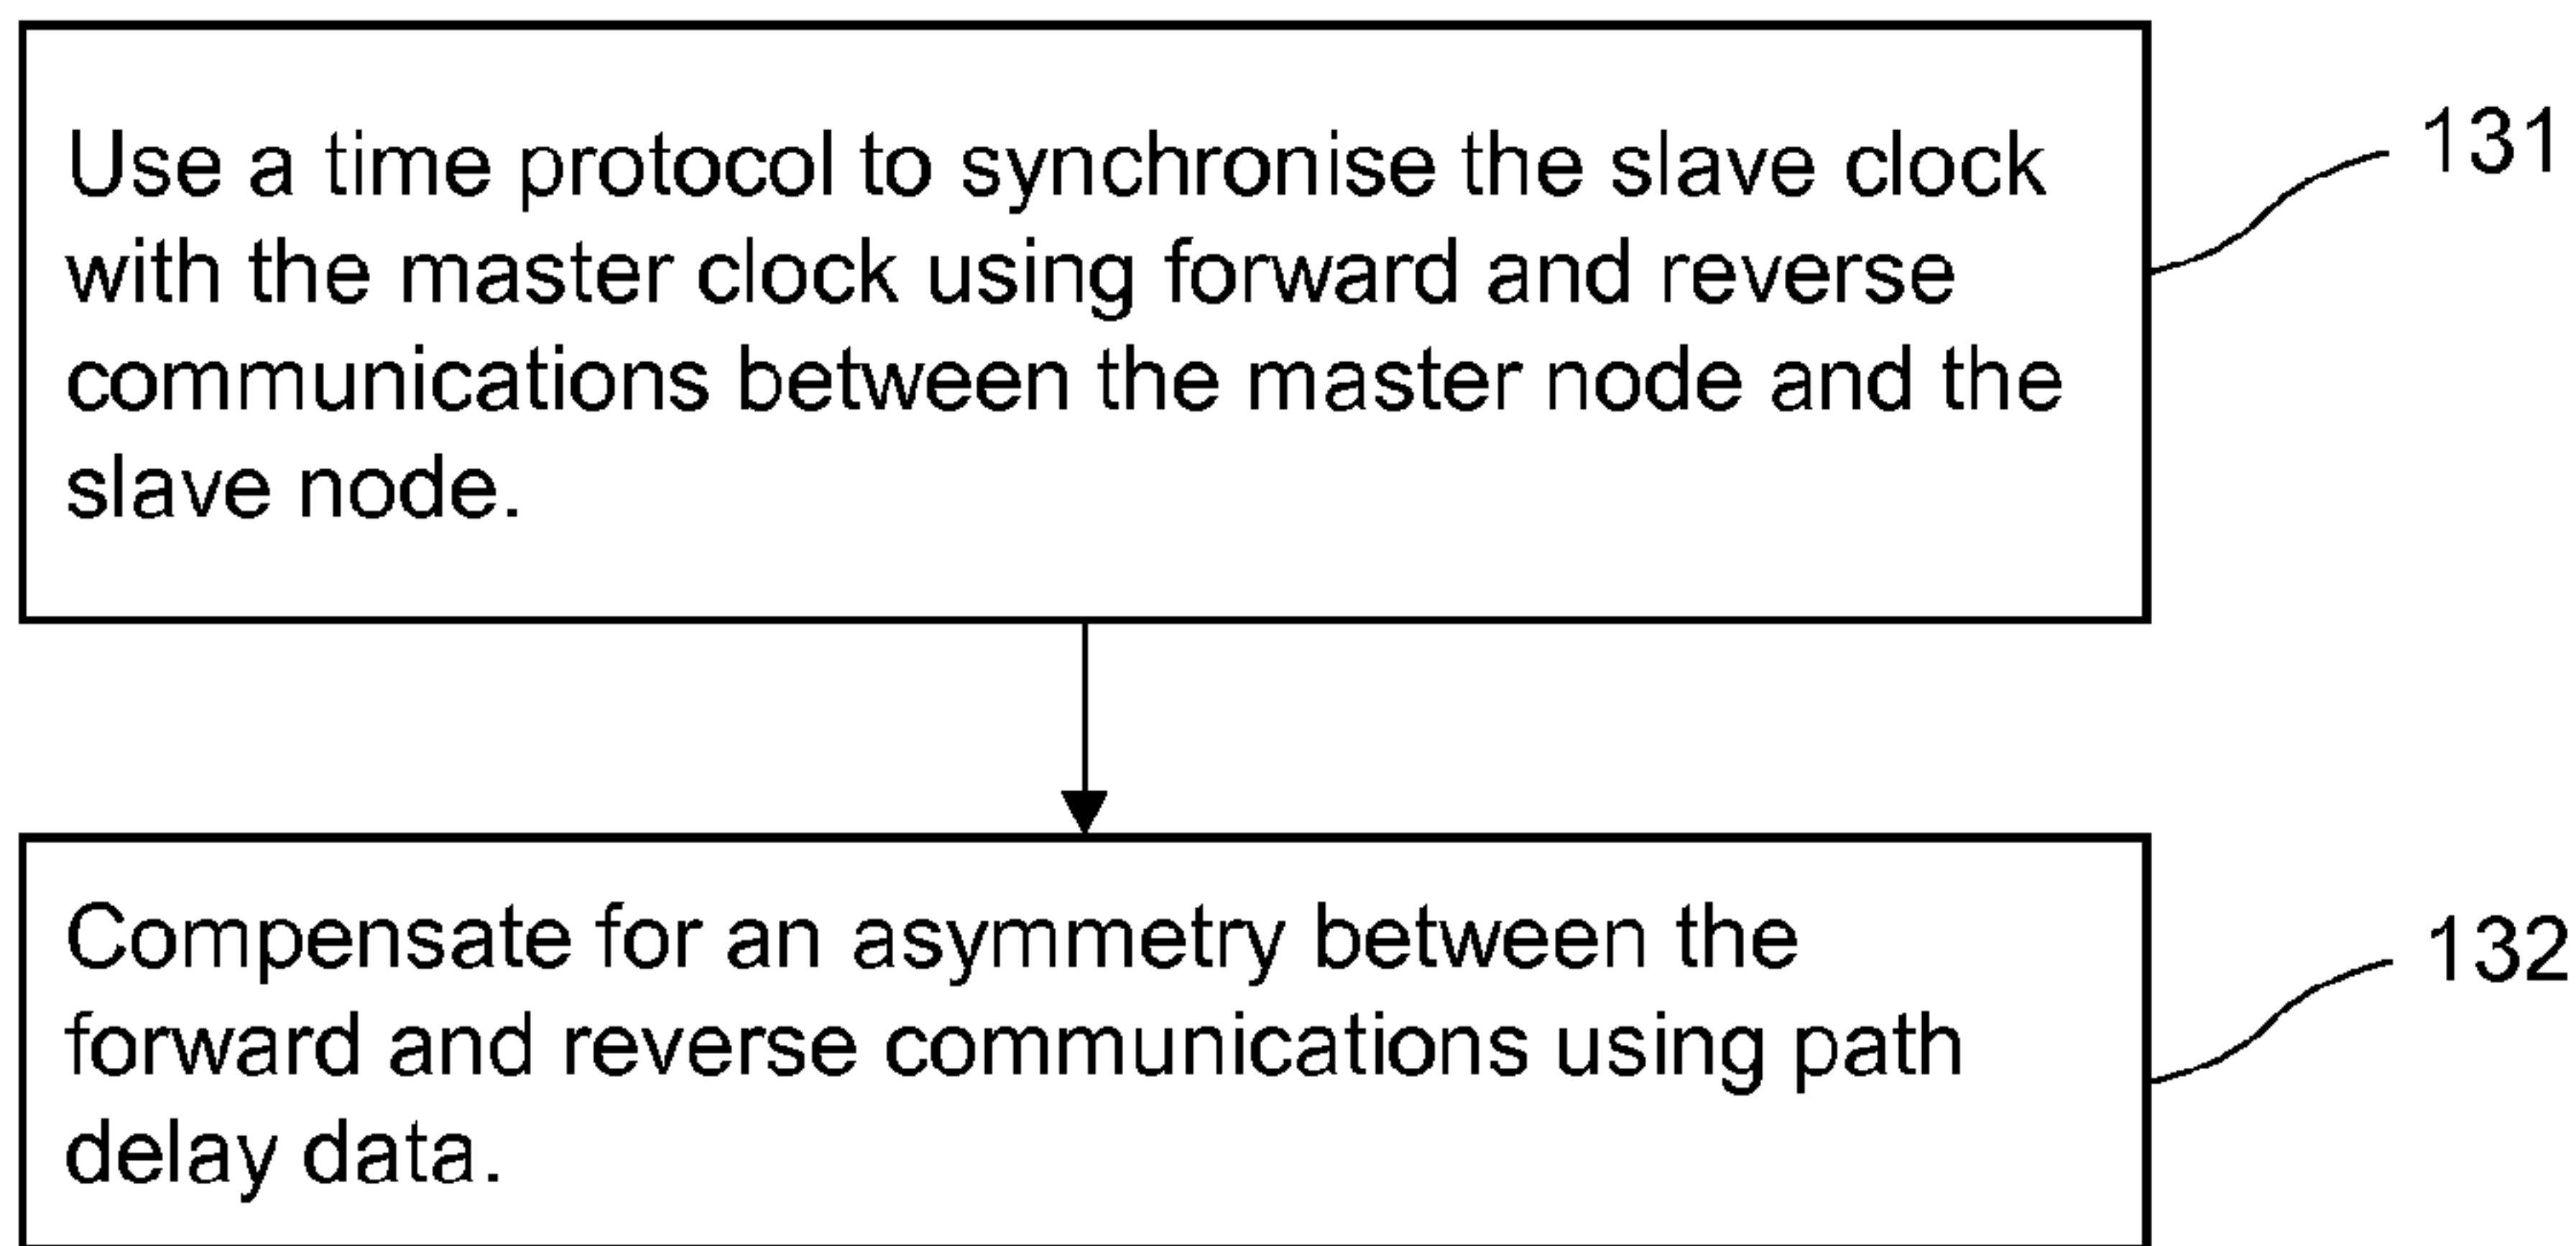 Use a time protocol to synchronise the slave clock
with the master clock using forward and reverse
communications between the master node and the
slave node.
131
Compensate for an asymmetry between the
forward and reverse communications using path
delay data.
132